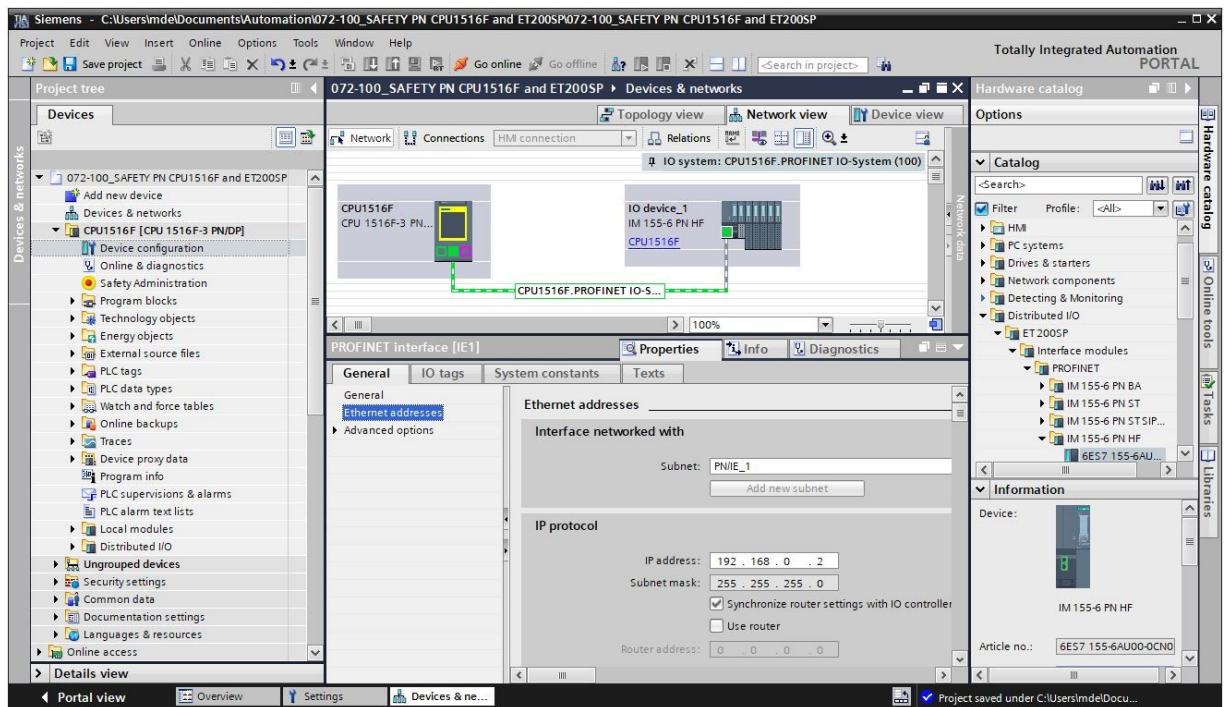 Siemens - C:\Users\mde\Documents\Automation\072-100_SAFETY PN CPU1516F and ET200SP\072-100_SAFETY PN CPU1516F and ET200SP
Project Edit View Insert Online Options Tools Window Help
Totally Integrated Automation
PORTAL
Save project Go online Go offline <Search in project>
Project tree
Devices
072-100_SAFETY PN CPU1516F and ET200SP
Add new device
Devices & networks
CPU1516F [CPU 1516F-3 PN/DP]
Device configuration
Online & diagnostics
Safety Administration
Program blocks
Technology objects
Energy objects
External source files
PLC tags
PLC data types
Watch and force tables
Online backups
Traces
Device proxy data
Program info
PLC supervisions & alarms
PLC alarm text lists
Local modules
Distributed I/O
Ungrouped devices
Security settings
Common data
Documentation settings
Languages & resources
Online access
Details view
Devices & networks
072-100_SAFETY PN CPU1516F and ET200SP Devices & networks
Topology view Network view Device view
Network Connections HMI connection Relations
IO system: CPU1516F.PROFINET IO-System (100)
CPU1516F
CPU 1516F-3 PN...
IO device_1
IM 155-6 PN HF
CPU1516F
CPU1516F.PROFINET IO-S...
100%
Network data
PROFINET interface [IE1]
Properties Info Diagnostics
General IO tags System constants Texts
General
Ethernet addresses
Advanced options
Ethernet addresses
Interface networked with
Subnet: PN/IE_1
Add new subnet
IP protocol
IP address: 192 . 168 . 0 . 2
Subnet mask: 255 . 255 . 255 . 0
Synchronize router settings with IO controller
Use router
Router address: 0 . 0 . 0 . 0
Hardware catalog
Options
Catalog
<Search>
Filter Profile: <All>
HMI
PC systems
Drives & starters
Network components
Detecting & Monitoring
Distributed I/O
ET 200SP
Interface modules
PROFINET
IM 155-6 PN BA
IM 155-6 PN ST
IM 155-6 PN ST SIP...
IM 155-6 PN HF
6ES7 155-6AU...
Information
Device:
IM 155-6 PN HF
Article no.: 6ES7 155-6AU00-0CN0
Hardware catalog
Online tools
Tasks
Libraries
Portal view Overview Settings Devices & ne...
Project saved under C:\Users\mde\Docu...